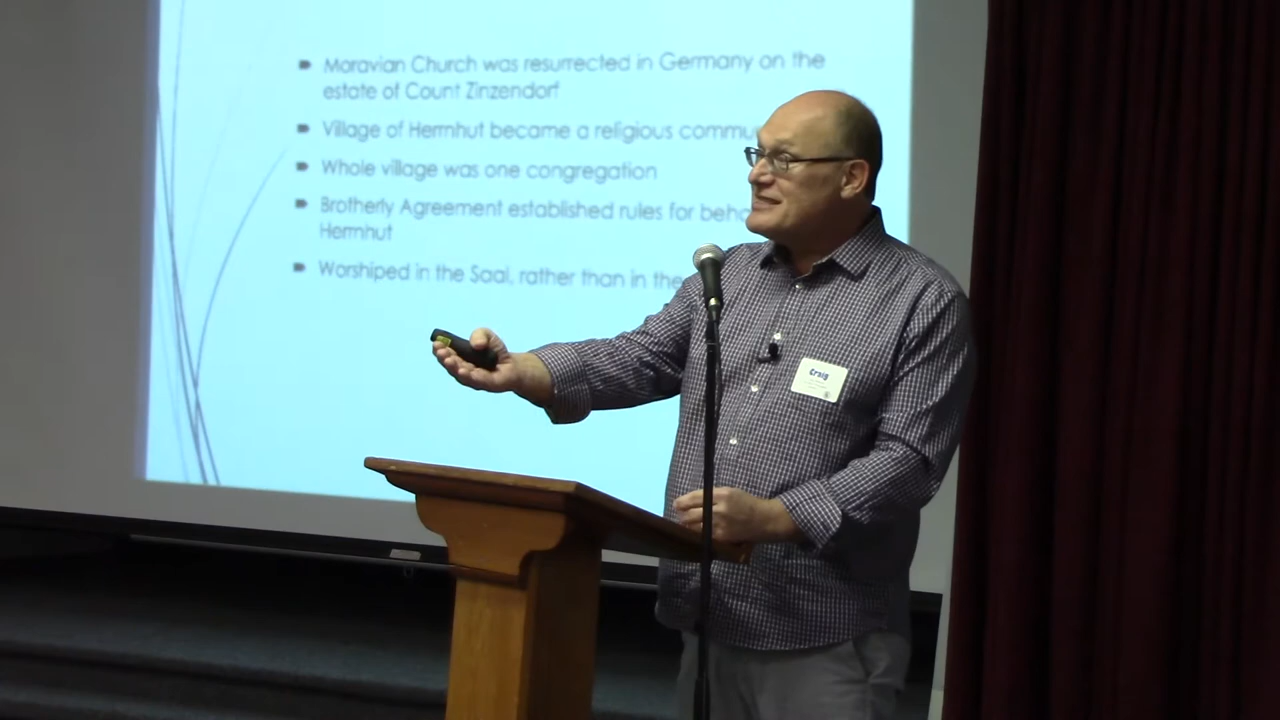 Moravian Church was resurrected in Germany on the
estate of Count Zinzendorf
Village of Herrnhut became a religious commu
Whole village was one congregation
Brotherly Agreement established rules for beha
Herrnhut
Worshiped in the Saal, rather than in the
Craig